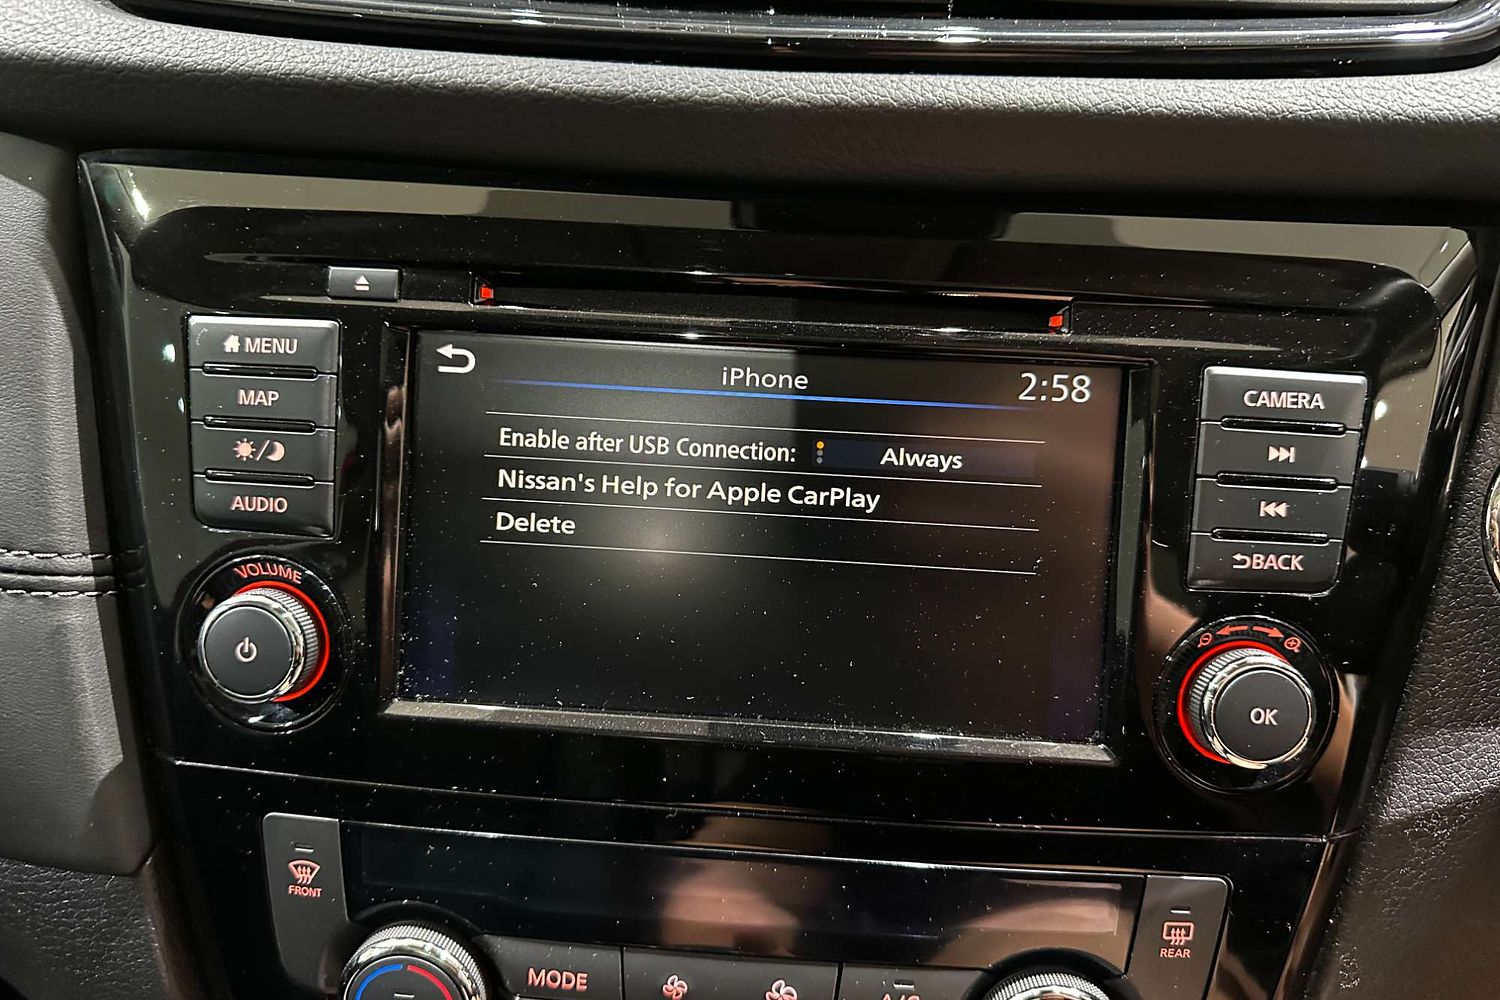 MENU
MAP
AUDIO
VOLUME
iPhone
2:58
Enable after USB Connection:
Always
Nissan's Help for Apple CarPlay
Delete
CAMERA
BACK
OK
FRONT
MODE
A/C
REAR